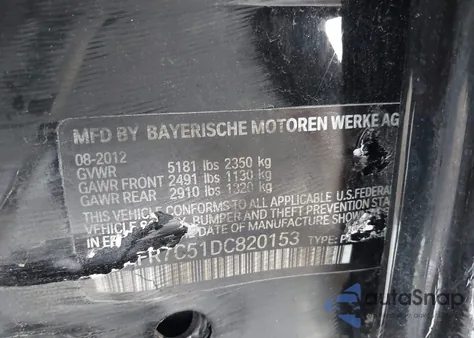 MFD BY BAYERISCHE MOTOREN WERKE AG
08-2012
GVWR 5181 lbs 2350 kg
GAWR FRONT 2491 lbs 1130 kg
GAWR REAR 2910 lbs 1320 kg
THIS VEHICLE CONFORMS TO ALL APPLICABLE U.S. FEDERAL
VEHICLE BUMPER AND THEFT PREVENTION STA
IN DATE OF MANUFACTURE SHOW
FR7C51DC820153 TYPE:
autoSnap